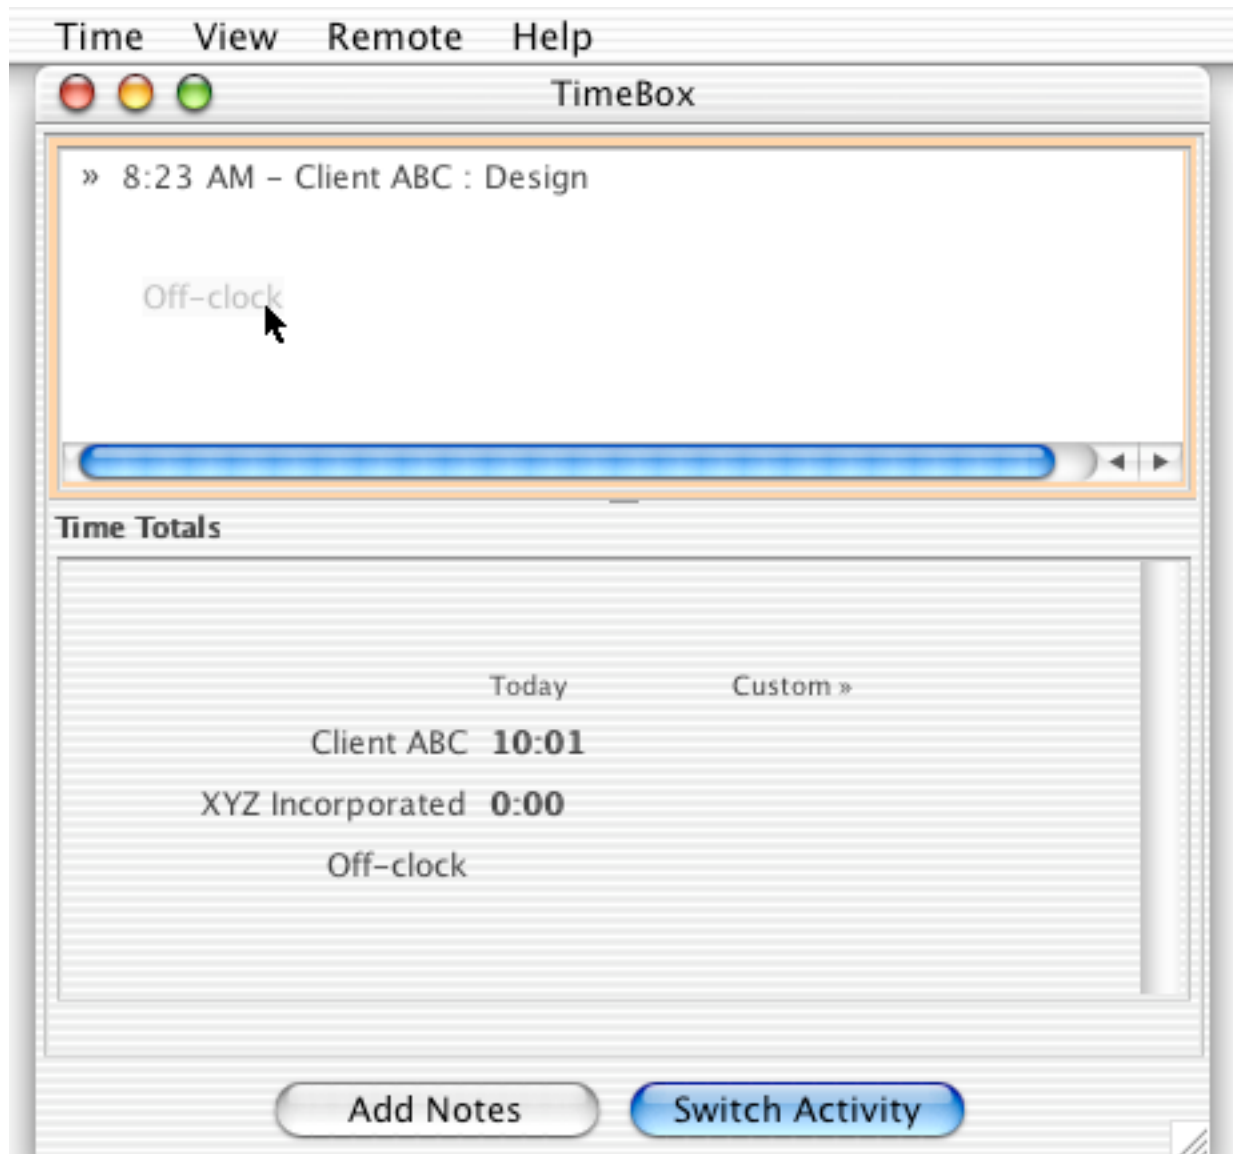 Time View Remote Help
TimeBox
» 8:23 AM – Client ABC : Design
Off–clock
Time Totals
Today Custom »
Client ABC 10:01
XYZ Incorporated 0:00
Off–clock
Add Notes Switch Activity